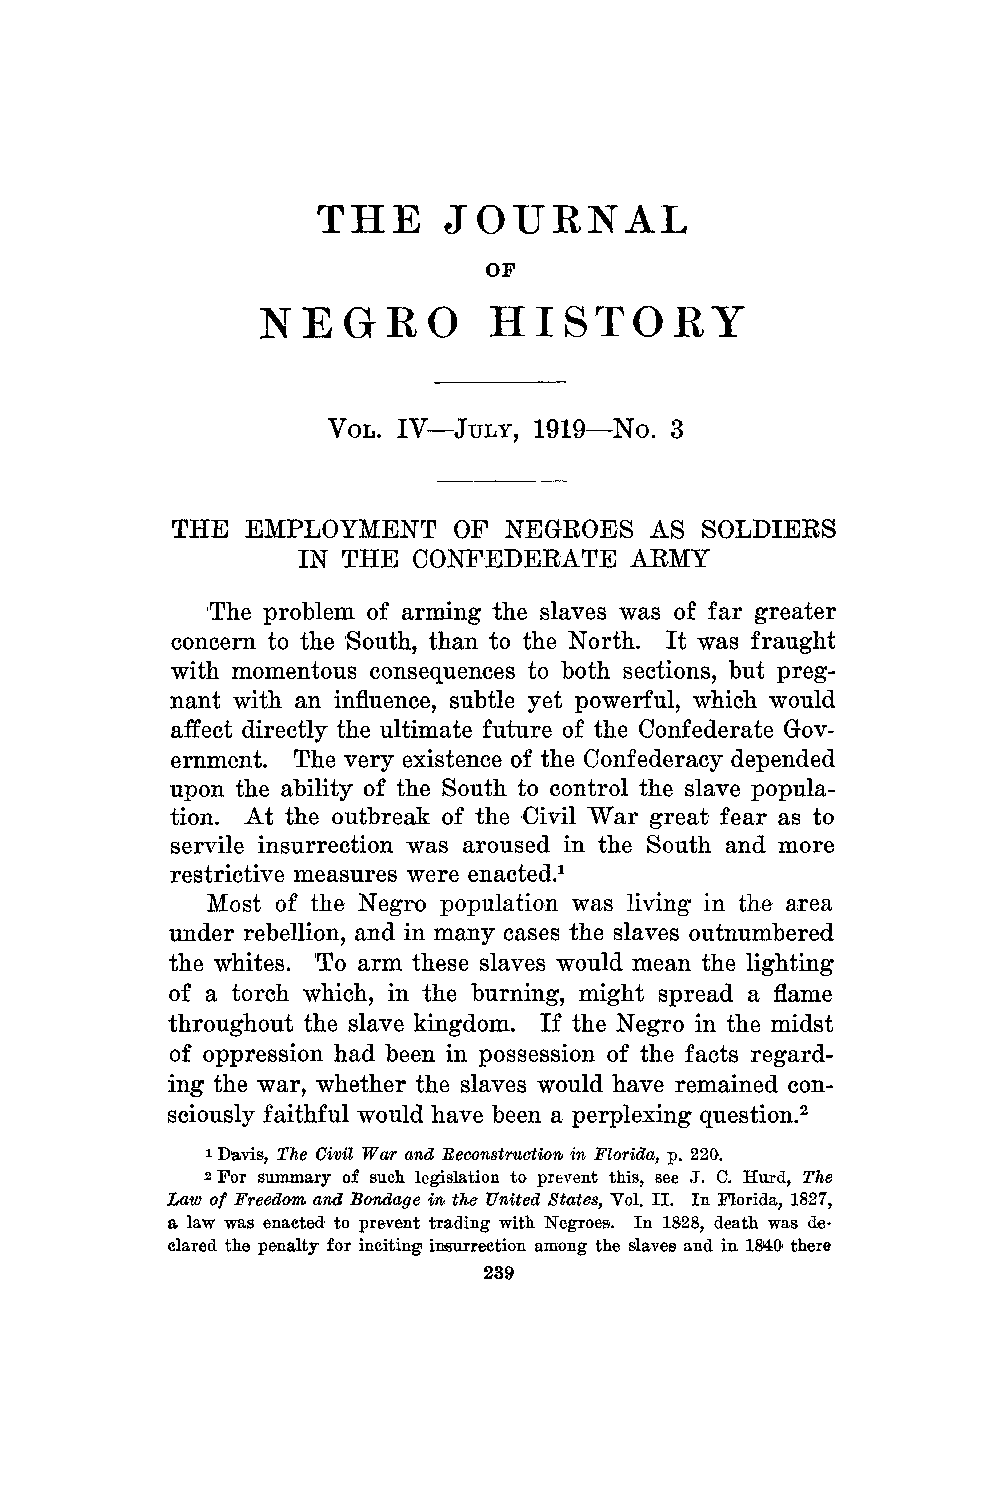 THE JOURNAL
OF
NEGRO HISTORY
VOL. IV—JULY, 1919—No. 3
THE EMPLOYMENT OF NEGROES AS SOLDIERS
IN THE CONFEDERATE ARMY
The problem of arming the slaves was of far greater
concern to the South, than to the North. It was fraught
with momentous consequences to both sections, but preg-
nant with an influence, subtle yet powerful, which would
affect directly the ultimate future of the Confederate Gov-
ernment. The very existence of the Confederacy depended
upon the ability of the South to control the slave popula-
tion. At the outbreak of the Civil War great fear as to
servile insurrection was aroused in the South and more
restrictive measures were enacted.¹
Most of the Negro population was living in the area
under rebellion, and in many cases the slaves outnumbered
the whites. To arm these slaves would mean the lighting
of a torch which, in the burning, might spread a flame
throughout the slave kingdom. If the Negro in the midst
of oppression had been in possession of the facts regard-
ing the war, whether the slaves would have remained con-
sciously faithful would have been a perplexing question.²
¹ Davis, The Civil War and Reconstruction in Florida, p. 220.
² For summary of such legislation to prevent this, see J. C. Hurd, The
Law of Freedom and Bondage in the United States, Vol. II. In Florida, 1827,
a law was enacted to prevent trading with Negroes. In 1828, death was de-
clared the penalty for inciting insurrection among the slaves and in 1840 there
239